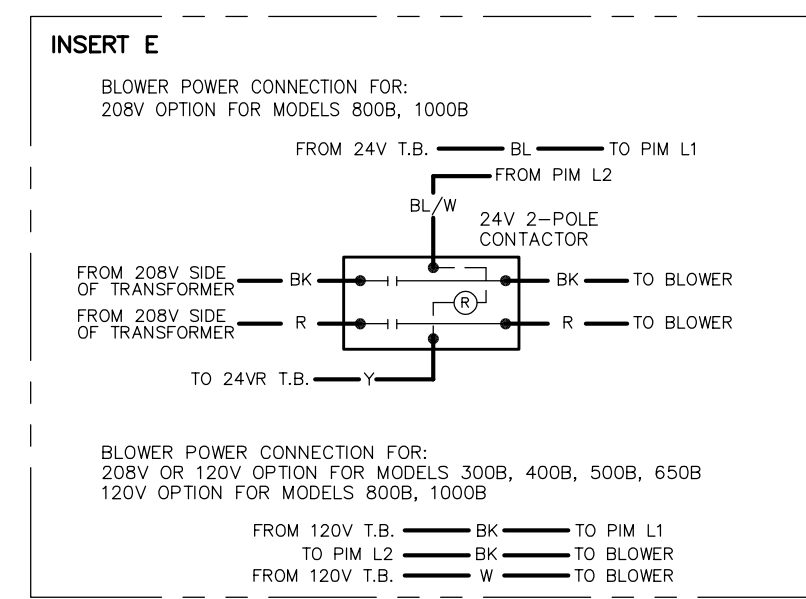 INSERT E
BLOWER POWER CONNECTION FOR:
208V OPTION FOR MODELS 800B, 1000B
FROM 24V T.B. BL TO PIM L1
FROM PIM L2
BL/W
24V 2-POLE
CONTACTOR
FROM 208V SIDE
OF TRANSFORMER
BK
BK
TO BLOWER
R
FROM 208V SIDE
OF TRANSFORMER
R
R
TO BLOWER
TO 24VR T.B. Y
BLOWER POWER CONNECTION FOR:
208V OR 120V OPTION FOR MODELS 300B, 400B, 500B, 650B
120V OPTION FOR MODELS 800B, 1000B
FROM 120V T.B. BK TO PIM L1
TO PIM L2 BK TO BLOWER
FROM 120V T.B. W TO BLOWER